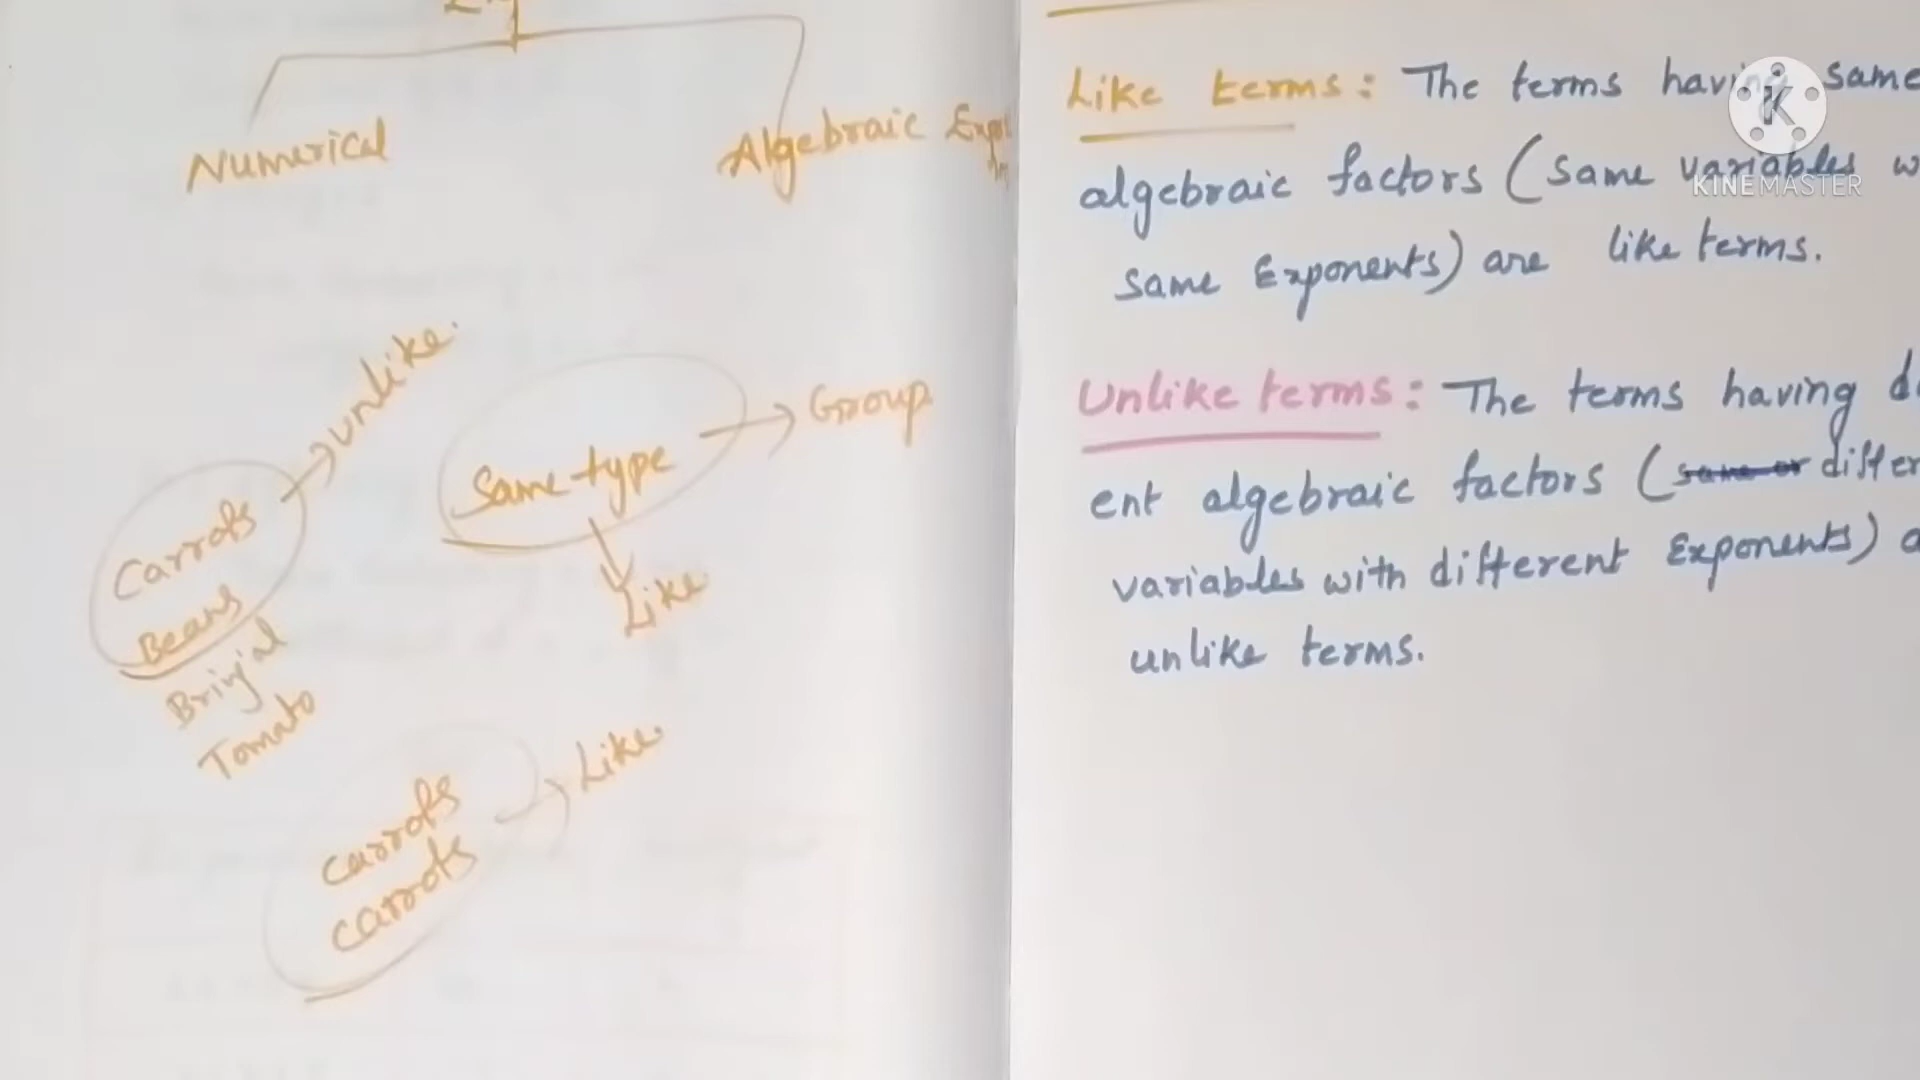 Numerical
Algebraic
unlike.
Same type
Group
Like
Carrots
Beans
Brinjal
Tomato
Like.
carrots
carrots
Like terms: The terms having same
algebraic factors (same variables
same Exponents) are like terms.
Unlike terms: The terms having
ent algebraic factors (same or
variables with different Exponents)
unlike terms.
KINEMASTER